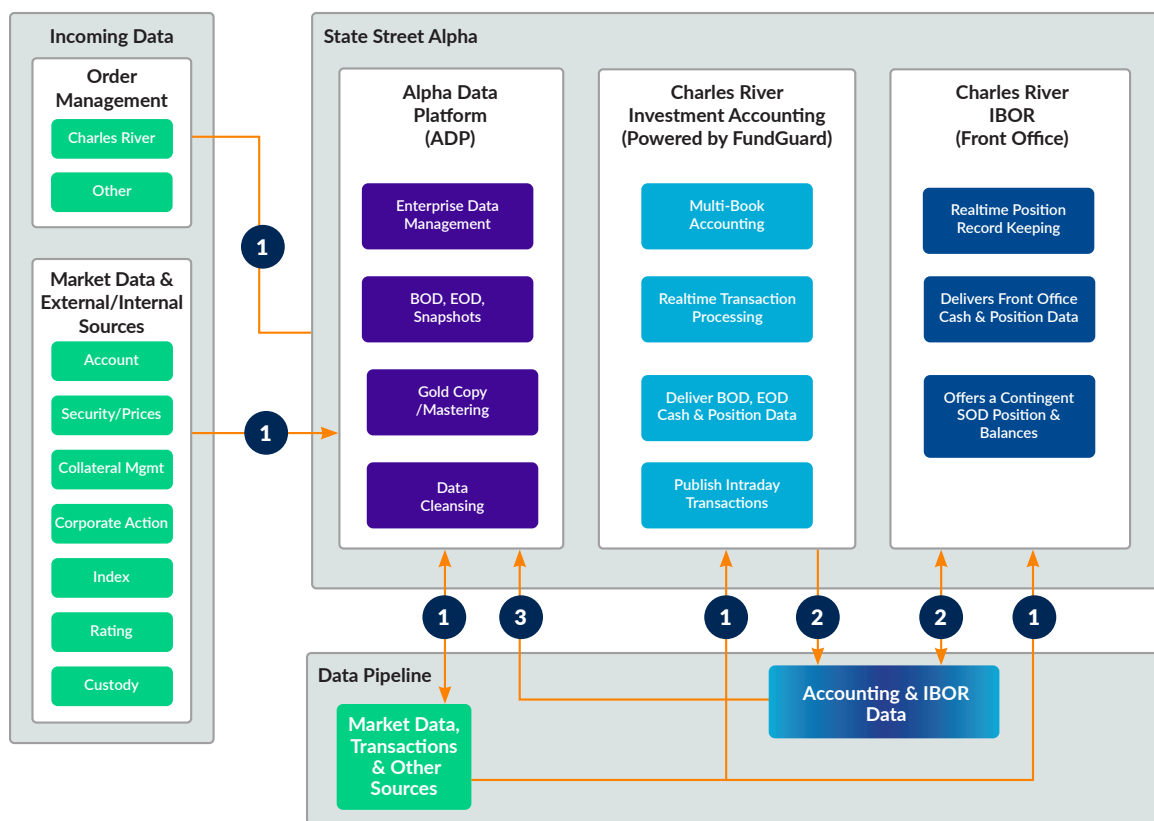 Incoming Data
Order
Management
Charles River
Other
Market Data &
External/Internal
Sources
Account
Security/Prices
Collateral Mgmt
Corporate Action
Index
Rating
Custody
1
1
State Street Alpha
Alpha Data
Platform
(ADP)
Enterprise Data
Management
BOD, EOD,
Snapshots
Gold Copy
/Mastering
Data
Cleansing
Charles River
Investment Accounting
(Powered by FundGuard)
Multi-Book
Accounting
Realtime Transaction
Processing
Deliver BOD, EOD
Cash & Position Data
Publish Intraday
Transactions
Charles River
IBOR
(Front Office)
Realtime Position
Record Keeping
Delivers Front Office
Cash & Position Data
Offers a Contingent
SOD Position &
Balances
1
3
1
2
2
1
Data Pipeline
Market Data,
Transactions
& Other
Sources
Accounting & IBOR
Data